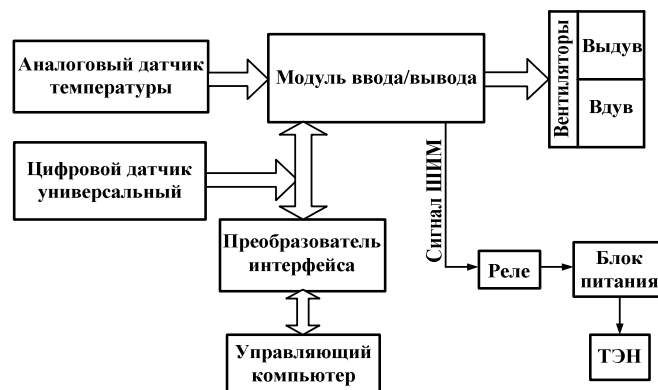 Аналоговый датчик
температуры
Модуль ввода/вывода
Вентиляторы
Выдув
Вдув
Цифровой датчик
универсальный
Сигнал ШИМ
Преобразователь
интерфейса
Реле
Блок
питания
Управляющий
компьютер
ТЭН